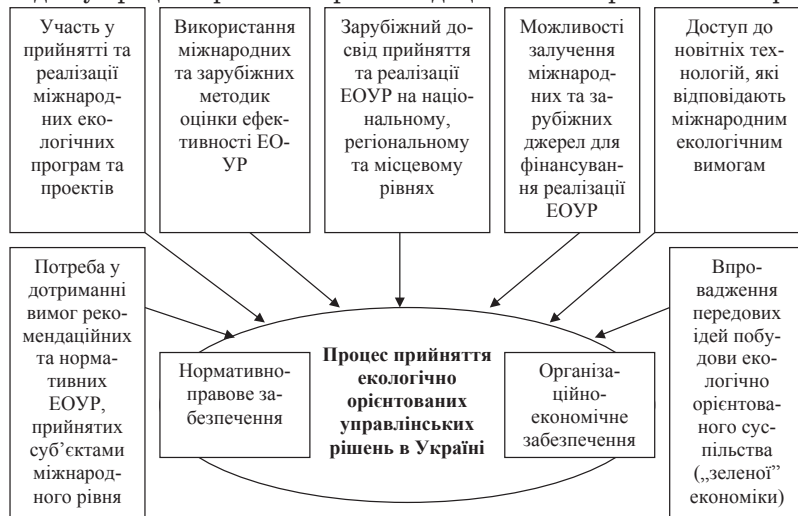 Участь у
прийнятті та
реалізації
міжнарод-
них еко-
логічних
програм та
проектів
Використання
міжнародних
та зарубіжних
методик
оцінки ефек-
тивності ЕО-
УР
Зарубіжний до-
свід прийняття
та реалізації
ЕОУР на націо-
нальному,
регіональному
та місцевому
рівнях
Можливості
залучення
міжнарод-
них та за-
рубіжних
джерел для
фінансуван-
ня реалізації
ЕОУР
Доступ до
новітніх тех-
нологій, які
відповідають
міжнародним
екологічним
вимогам
Потреба у
дотриманні
вимог реко-
мендаційних
та норма-
тивних
ЕОУР,
прийнятих
суб’єктами
міжнарод-
ного рівня
Нормативно-
правове за-
безпечення
Процес прийняття
екологічно
орієнтованих
управлінських
рішень в Україні
Організа-
ційно-
економічне
забезпечення
Впро-
вадження
передових
ідей побу-
дови еко-
логічно
орієнтова-
ного сус-
пільства
(„зеленої”
економіки)